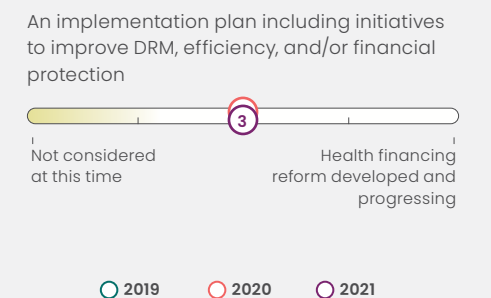 An implementation plan including initiatives
to improve DRM, efficiency, and/or financial
protection
3
Not considered
at this time
Health financing
reform developed and
progressing
2019 2020 2021